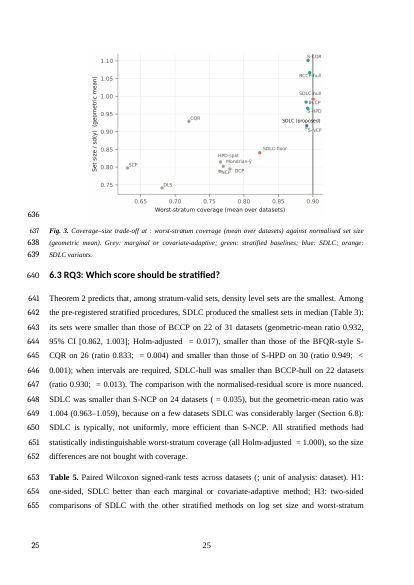 1.10
1.05
1.00
0.95
0.90
0.85
0.80
0.75
Set size / sd(y) (geometric mean)
S-CQR
BCCP-hull
SDLC-hull
BCCP
S-HPD
SDLC (proposed)
S-NCP
CQR
SDLC-floor
HPD-split
Mondrian-ŷ
NCP
DCP
SCP
DLS
0.65 0.70 0.75 0.80 0.85 0.90
Worst-stratum coverage (mean over datasets)
636
637 Fig. 3. Coverage-size trade-off at : worst-stratum coverage (mean over datasets) against normalised set size
638 (geometric mean). Grey: marginal or covariate-adaptive; green: stratified baselines; blue: SDLC; orange:
639 SDLC variants.
640 6.3 RQ3: Which score should be stratified?
641 Theorem 2 predicts that, among stratum-valid sets, density level sets are the smallest. Among
642 the pre-registered stratified procedures, SDLC produced the smallest sets in median (Table 3):
643 its sets were smaller than those of BCCP on 22 of 31 datasets (geometric-mean ratio 0.932,
644 95% CI [0.862, 1.003]; Holm-adjusted = 0.017), smaller than those of the BFQR-style S-
645 CQR on 26 (ratio 0.833; = 0.004) and smaller than those of S-HPD on 30 (ratio 0.949; <
646 0.001); when intervals are required, SDLC-hull was smaller than BCCP-hull on 22 datasets
647 (ratio 0.930; = 0.013). The comparison with the normalised-residual score is more nuanced.
648 SDLC was smaller than S-NCP on 24 datasets ( = 0.035), but the geometric-mean ratio was
649 1.004 (0.963–1.059), because on a few datasets SDLC was considerably larger (Section 6.8):
650 SDLC is typically, not uniformly, more efficient than S-NCP. All stratified methods had
651 statistically indistinguishable worst-stratum coverage (all Holm-adjusted = 1.000), so the size
652 differences are not bought with coverage.
653 Table 5. Paired Wilcoxon signed-rank tests across datasets (; unit of analysis: dataset). H1:
654 one-sided, SDLC better than each marginal or covariate-adaptive method; H3: two-sided
655 comparisons of SDLC with the other stratified methods on log set size and worst-stratum
25 25